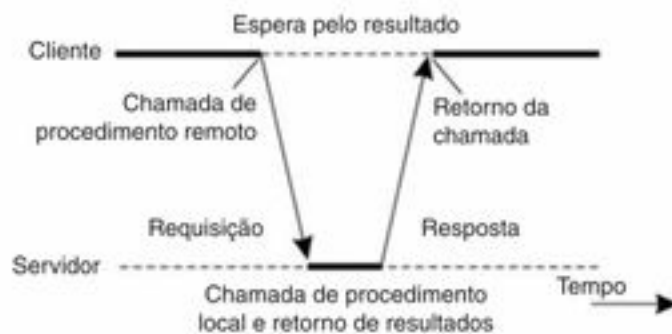 Espera pelo resultado
Cliente
Chamada de
procedimento remoto
Retorno da
chamada
Requisição
Resposta
Servidor
Tempo
Chamada de procedimento
local e retorno de resultados